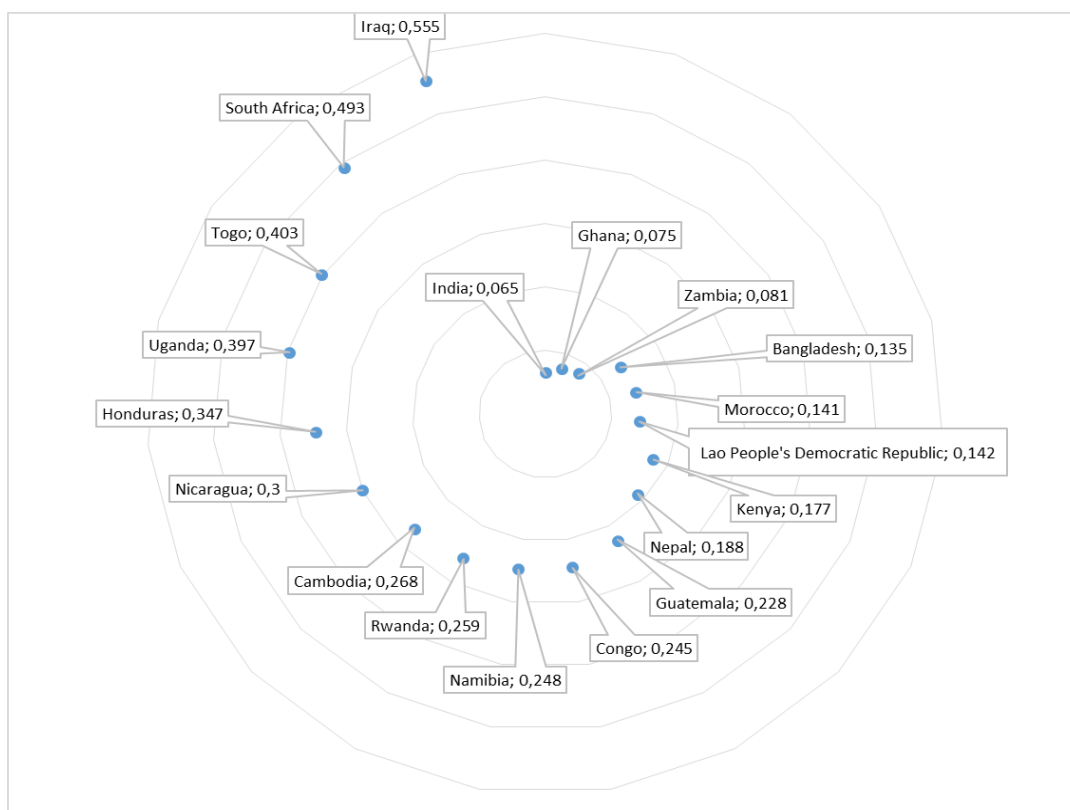 Iraq; 0,555
South Africa; 0,493
Togo; 0,403
Ghana; 0,075
India; 0,065
Zambia; 0,081
Uganda; 0,397
Bangladesh; 0,135
Honduras; 0,347
Morocco; 0,141
Lao People's Democratic Republic; 0,142
Nicaragua; 0,3
Kenya; 0,177
Nepal; 0,188
Cambodia; 0,268
Guatemala; 0,228
Rwanda; 0,259
Congo; 0,245
Namibia; 0,248